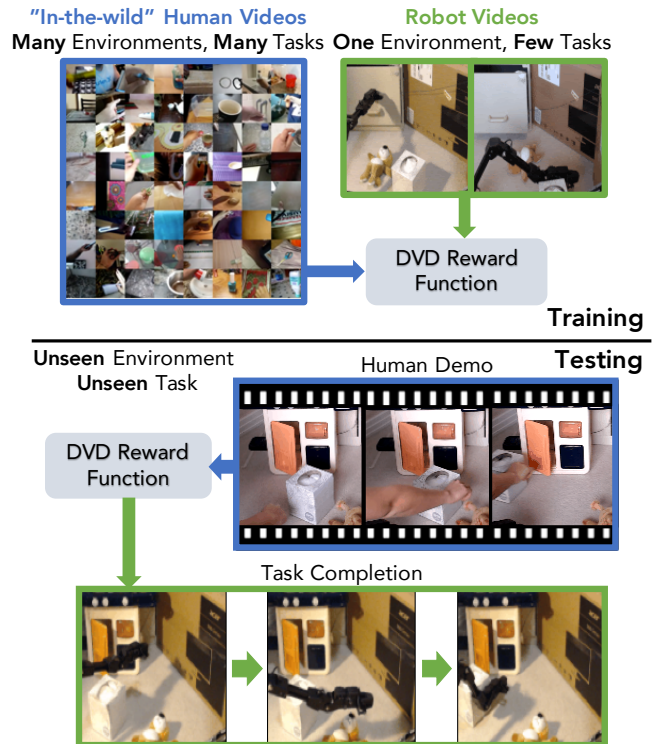 "In-the-wild" Human Videos
Many Environments, Many Tasks
Robot Videos
One Environment, Few Tasks
DVD Reward
Function
Training
Testing
Unseen Environment
Unseen Task
Human Demo
DVD Reward
Function
Task Completion